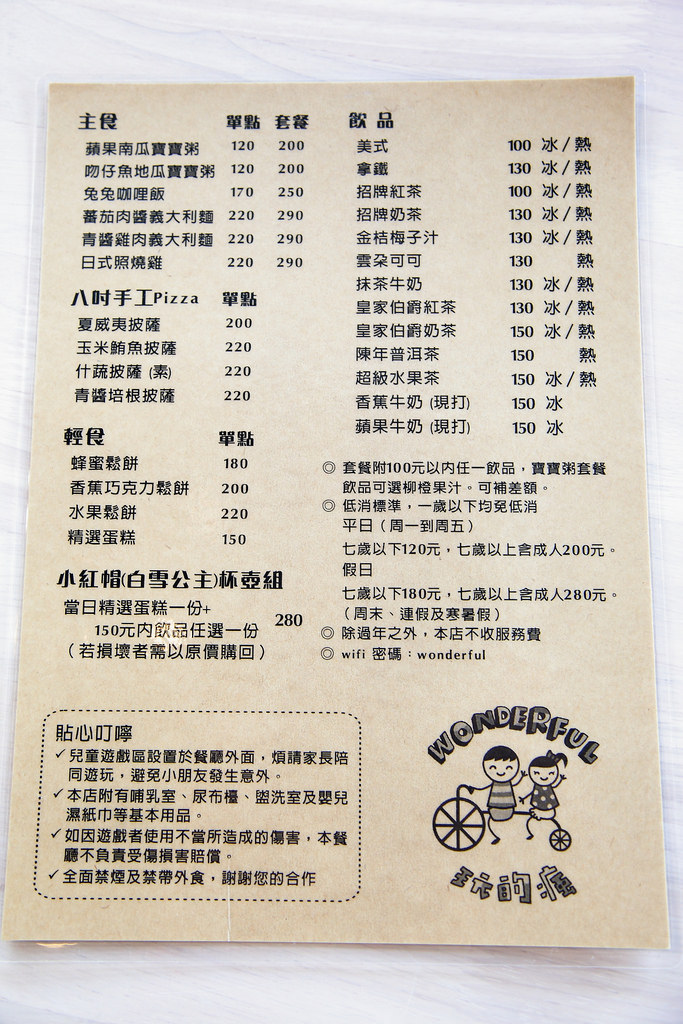 主食 單點 套餐
蘋果南瓜寶寶粥 120 200
吻仔魚地瓜寶寶粥 120 200
兔兔咖哩飯 170 250
蕃茄肉醬義大利麵 220 290
青醬雞肉義大利麵 220 290
日式照燒雞 220 290
八吋手工Pizza 單點
夏威夷披薩 200
玉米鮪魚披薩 220
什蔬披薩 (素) 220
青醬培根披薩 220
輕食 單點
蜂蜜鬆餅 180
香蕉巧克力鬆餅 200
水果鬆餅 220
精選蛋糕 150
小紅帽(白雪公主)杯壺組
當日精選蛋糕一份+
150元內飲品任選一份 280
(若損壞者需以原價購回)
飲品
美式 100 冰/熱
拿鐵 130 冰/熱
招牌紅茶 100 冰/熱
招牌奶茶 130 冰/熱
金桔梅子汁 130 冰/熱
雲朵可可 130 熱
抹茶牛奶 130 冰/熱
皇家伯爵紅茶 130 冰/熱
皇家伯爵奶茶 150 冰/熱
陳年普洱茶 150 熱
超級水果茶 150 冰/熱
香蕉牛奶 (現打) 150 冰
蘋果牛奶 (現打) 150 冰
◎ 套餐附100元以內任一飲品,寶寶粥套餐
飲品可選柳橙果汁。可補差額。
◎ 低消標準,一歲以下均免低消
平日(周一到周五)
七歲以下120元,七歲以上含成人200元。
假日
七歲以下180元,七歲以上含成人280元。
(周末、連假及寒暑假)
◎ 除過年之外,本店不收服務費
◎ wifi 密碼:wonderful
貼心叮嚀
✓兒童遊戲區設置於餐廳外面,煩請家長陪
同遊玩,避免小朋友發生意外。
✓本店附有哺乳室、尿布檯、盥洗室及嬰兒
濕紙巾等基本用品。
✓如因遊戲者使用不當所造成的傷害,本餐
廳不負責受傷損害賠償。
✓全面禁煙及禁帶外食,謝謝您的合作
WONDERFUL
玩的瘋